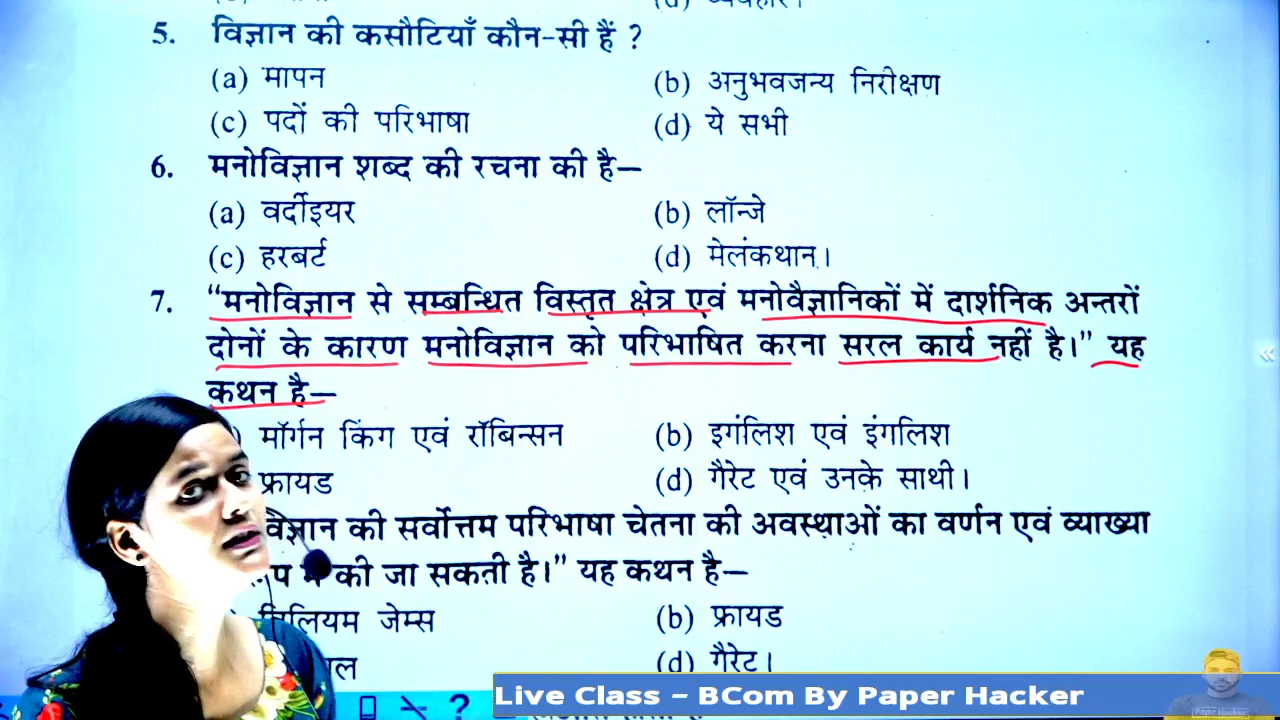 5. विज्ञान की कसौटियाँ कौन-सी हैं ?
(a) मापन (b) अनुभवजन्य निरीक्षण
(c) पदों की परिभाषा (d) ये सभी
6. मनोविज्ञान शब्द की रचना की है—
(a) वर्दीइयर (b) लॉन्जे
(c) हरबर्ट (d) मेलंकथान।
7. “मनोविज्ञान से सम्बन्धित विस्तृत क्षेत्र एवं मनोवैज्ञानिकों में दार्शनिक अन्तरों
दोनों के कारण मनोविज्ञान को परिभाषित करना सरल कार्य नहीं है।” यह
कथन है—
मॉर्गन किंग एवं रॉबिन्सन (b) इगंलिश एवं इंगलिश
फ्रायड (d) गैरेट एवं उनके साथी।
विज्ञान की सर्वोत्तम परिभाषा चेतना की अवस्थाओं का वर्णन एवं व्याख्या
में की जा सकती है।” यह कथन है—
विलियम जेम्स (b) फ्रायड
(d) गैरेट।
Live Class – BCom By Paper Hacker
Paper Hacker